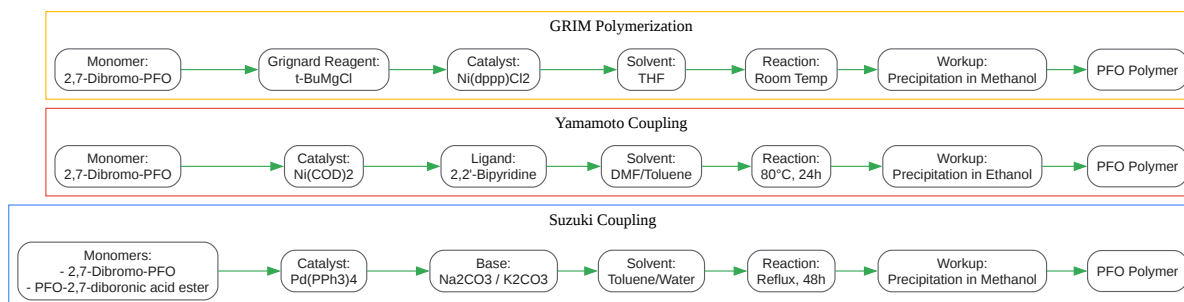 GRIM Polymerization
Monomer:
2,7-Dibromo-PFO
Grignard Reagent:
t-BuMgCl
Catalyst:
Ni(dppp)Cl2
Solvent:
THF
Reaction:
Room Temp
Workup:
Precipitation in Methanol
PFO Polymer
Yamamoto Coupling
Monomer:
2,7-Dibromo-PFO
Catalyst:
Ni(COD)2
Ligand:
2,2'-Bipyridine
Solvent:
DMF/Toluene
Reaction:
80°C, 24h
Workup:
Precipitation in Ethanol
PFO Polymer
Suzuki Coupling
Monomers:
- 2,7-Dibromo-PFO
- PFO-2,7-diboronic acid ester
Catalyst:
Pd(PPh3)4
Base:
Na2CO3 / K2CO3
Solvent:
Toluene/Water
Reaction:
Reflux, 48h
Workup:
Precipitation in Methanol
PFO Polymer